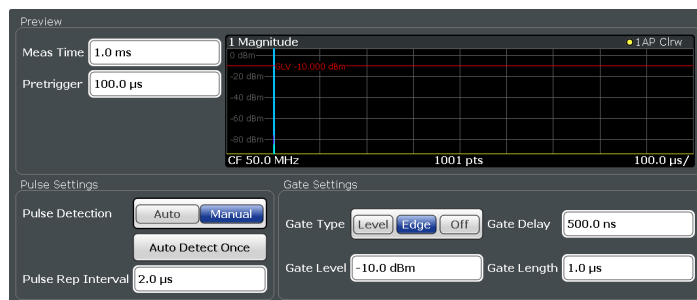 Preview
Meas Time 1.0 ms
Pretrigger 100.0 µs
1 Magnitude
1AP Clrw
0 dBm
GLV -10.000 dBm
-20 dBm
-40 dBm
-60 dBm
-80 dBm
CF 50.0 MHz
1001 pts
100.0 µs/
Pulse Settings
Pulse Detection Auto Manual
Auto Detect Once
Pulse Rep Interval 2.0 µs
Gate Settings
Gate Type Level Edge Off
Gate Delay 500.0 ns
Gate Level -10.0 dBm
Gate Length 1.0 µs